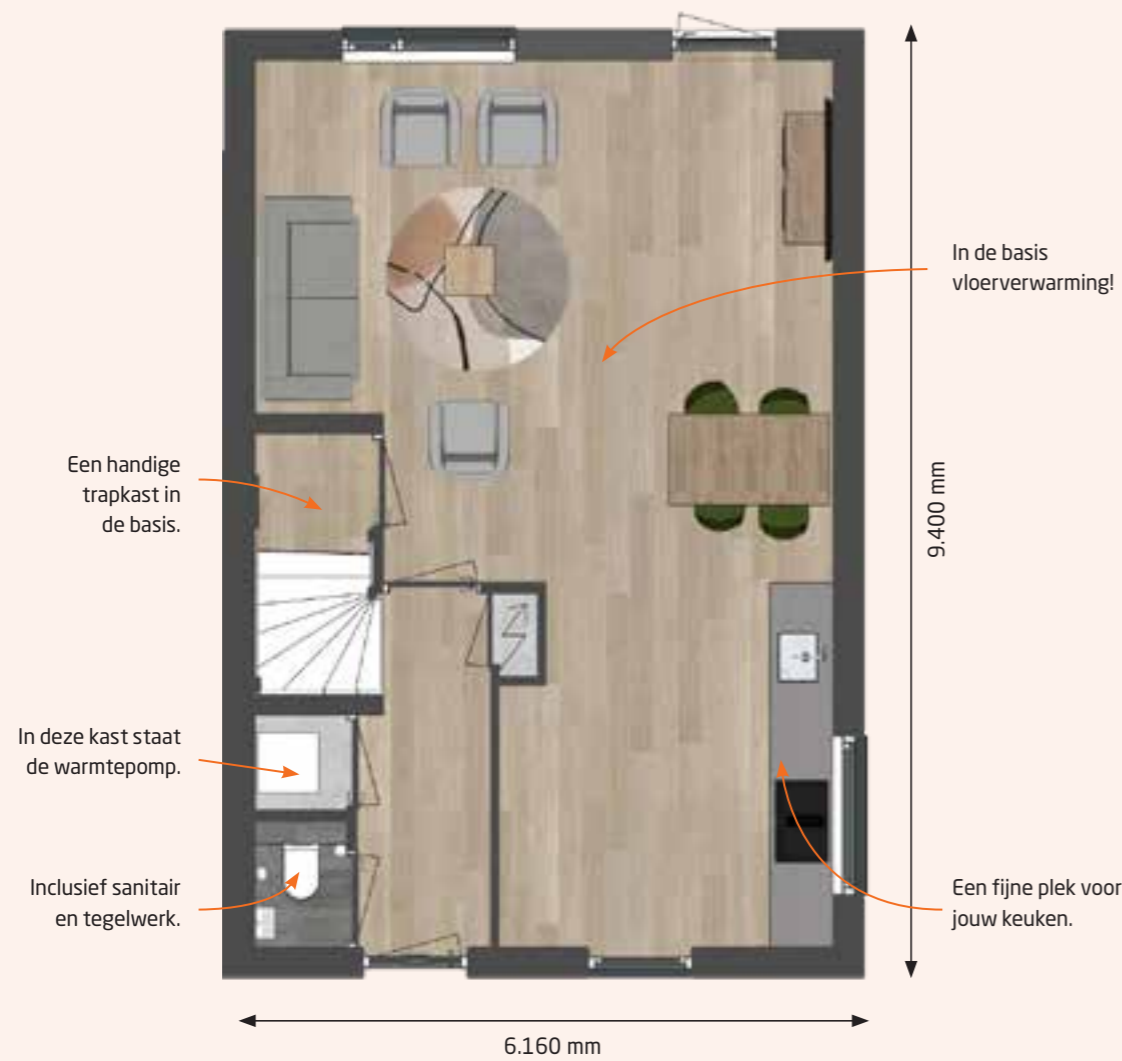 In de basis
vloerverwarming!
Een handige
trapkast in
de basis.
9.400 mm
In deze kast staat
de warmtepomp.
Inclusief sanitair
en tegelwerk.
Een fijne plek voor
jouw keuken.
6.160 mm